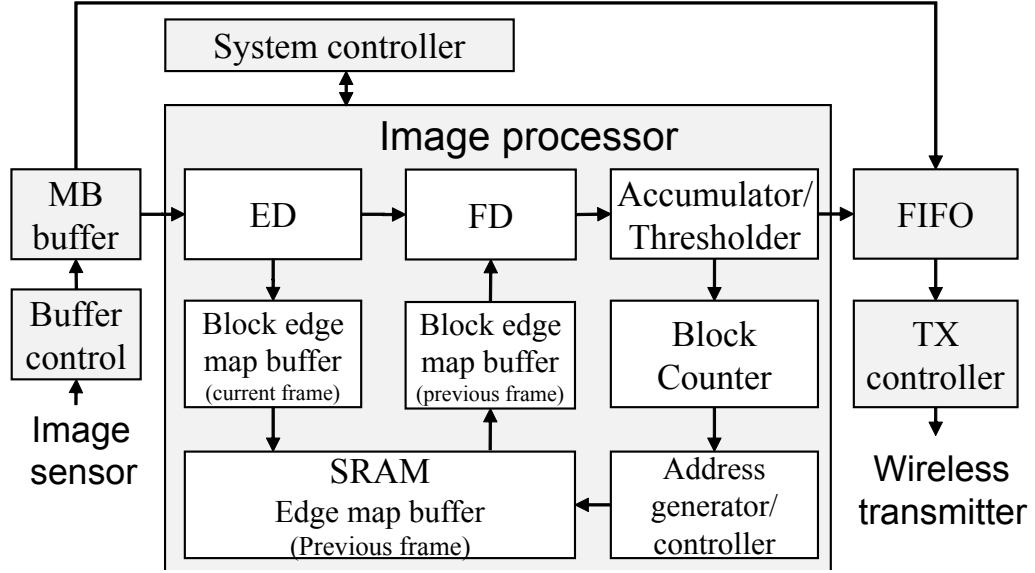 System controller
Image processor
MB
buffer
ED
FD
Accumulator/
Thresholder
FIFO
Buffer
control
Block edge
map buffer
(current frame)
Block edge
map buffer
(previous frame)
Block
Counter
TX
controller
Image
sensor
SRAM
Edge map buffer
(Previous frame)
Address
generator/
controller
Wireless
transmitter